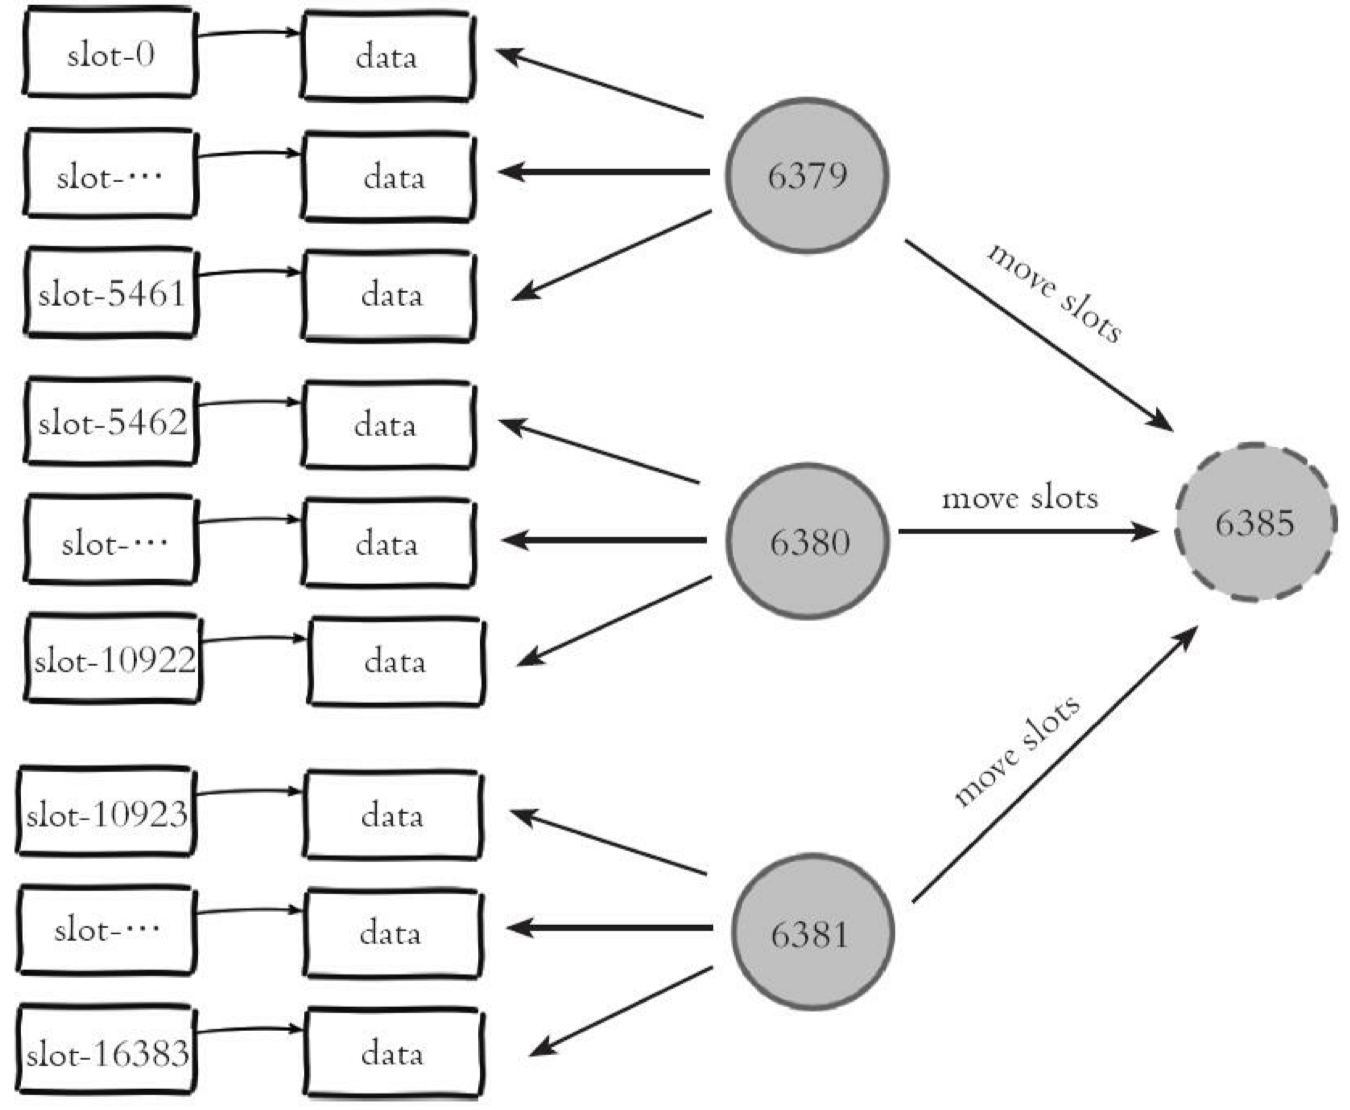 slot-0
data
slot-···
data
6379
slot-5461
data
move slots
slot-5462
data
slot-···
data
6380
move slots
6385
slot-10922
data
move slots
slot-10923
data
slot-···
data
6381
slot-16383
data